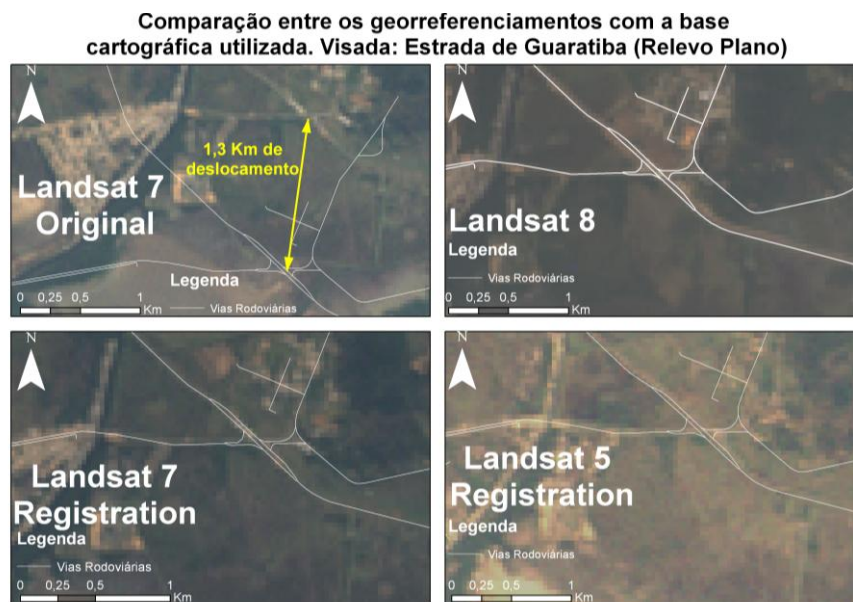 Comparação entre os georreferenciamentos com a base
cartográfica utilizada. Visada: Estrada de Guaratiba (Relevo Plano)
N
1,3 Km de
deslocamento
Landsat 7
Original
Legenda
0 0,25 0,5 1
Km
Vias Rodoviárias
N
Landsat 8
Legenda
Vias Rodoviárias
0 0,25 0,5 1
Km
N
Landsat 7
Registration
Legenda
Vias Rodoviárias
0 0,25 0,5 1
Km
N
Landsat 5
Registration
Legenda
Vias Rodoviárias
0 0,25 0,5 1
Km